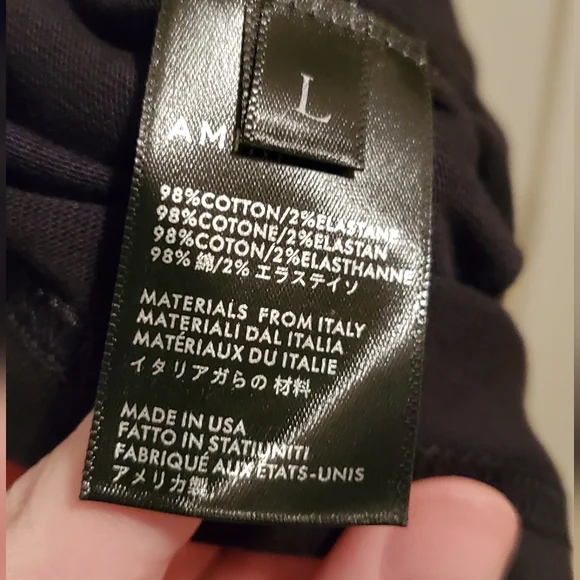 L
AM
98%COTTON/2%ELASTANE
98%COTONE/2%ELASTAN
98%COTON/2%ELASTHANNE
98% 綿/2% エラステイソ
MATERIALS FROM ITALY
MATERIALI DAL ITALIA
MATÉRIAUX DU ITALIE
イタリアガらの 材料
MADE IN USA
FATTO IN STATIUNITI
FABRIQUÉ AUX ÉTATS-UNIS
アメリカ製